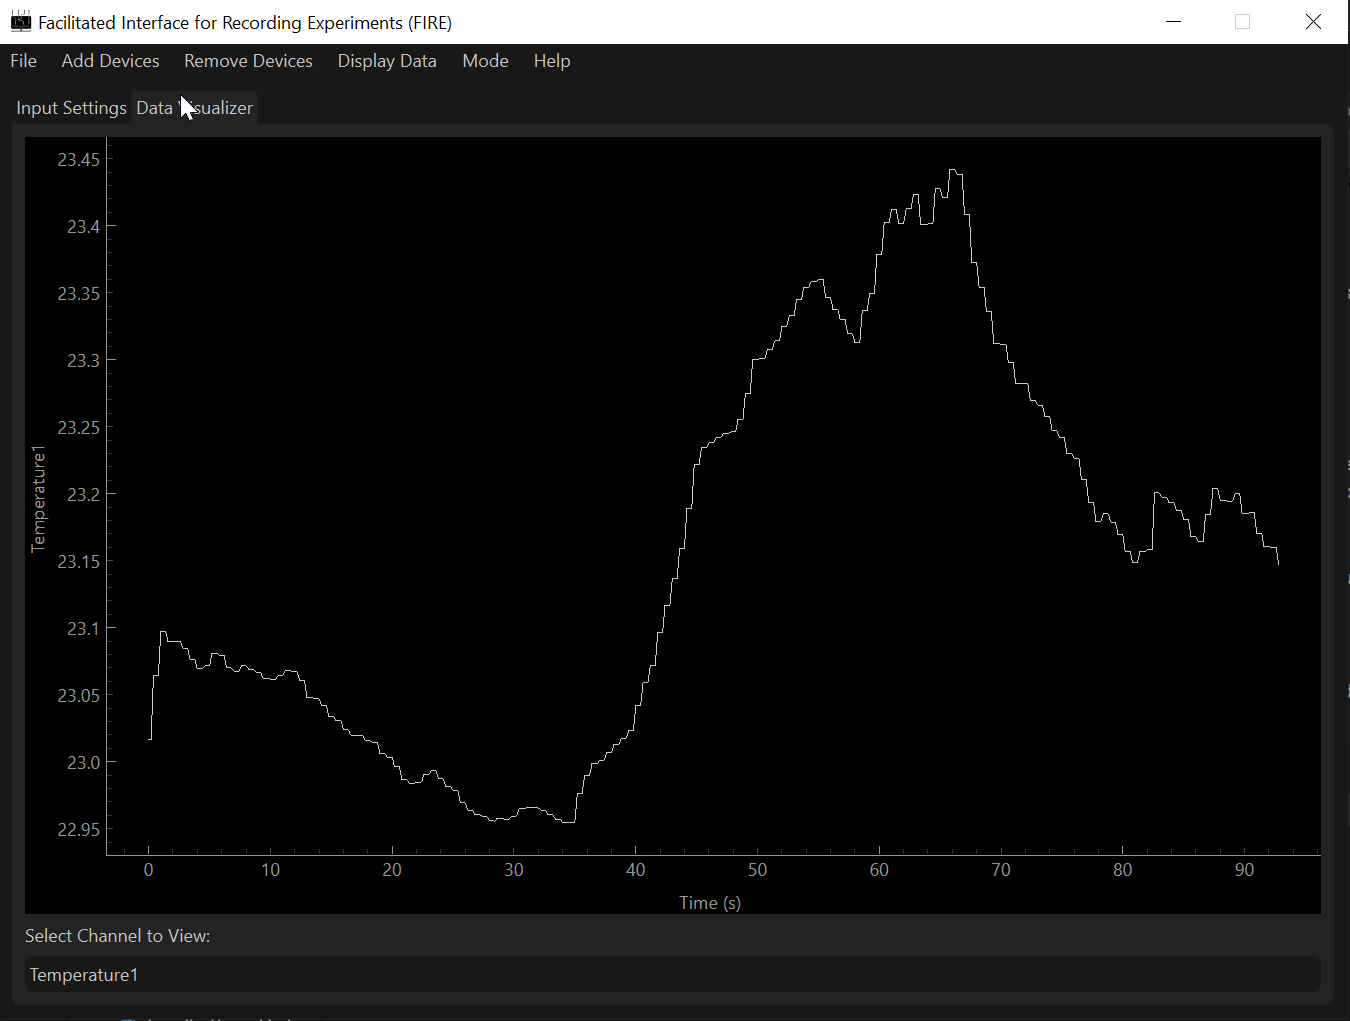 Facilitated Interface for Recording Experiments (FIRE)
File Add Devices Remove Devices Display Data Mode Help
Input Settings Data Visualizer
23.45
23.4
23.35
23.3
23.25
23.2
23.15
23.1
23.05
23.0
22.95
Temperature1
0 10 20 30 40 50 60 70 80 90
Time (s)
Select Channel to View:
Temperature1